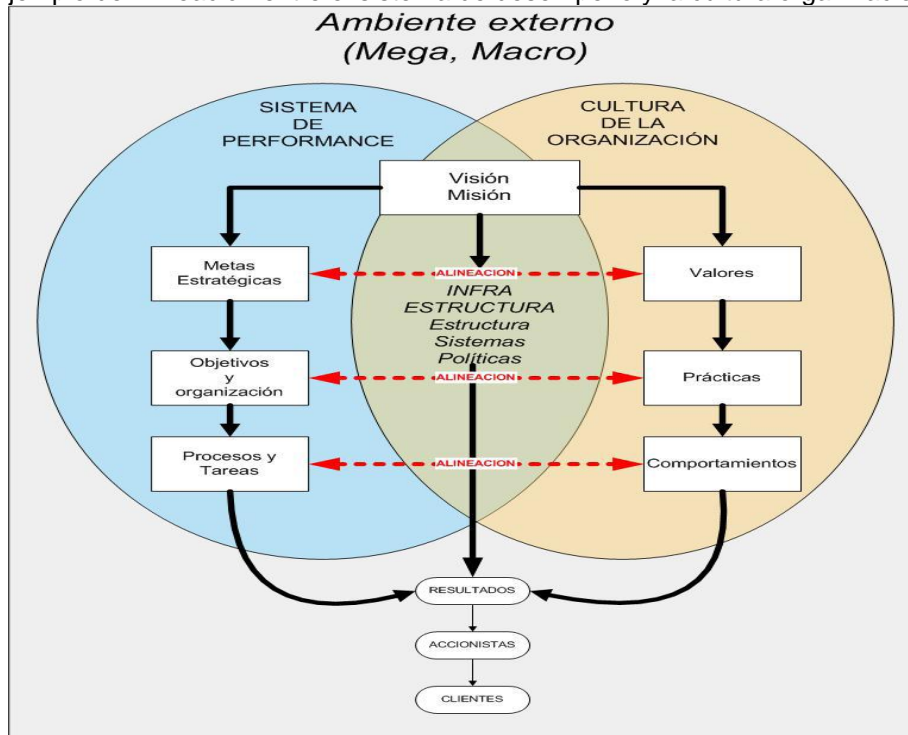 Ambiente externo
(Mega, Macro)
SISTEMA
DE
PERFORMANCE
CULTURA
DE LA
ORGANIZACIÓN
Visión
Misión
Metas
Estratégicas
ALINEACION
Valores
INFRA
ESTRUCTURA
Estructura
Sistemas
Políticas
Objetivos
y
organización
ALINEACION
Prácticas
Procesos y
Tareas
ALINEACION
Comportamientos
RESULTADOS
ACCIONISTAS
CLIENTES